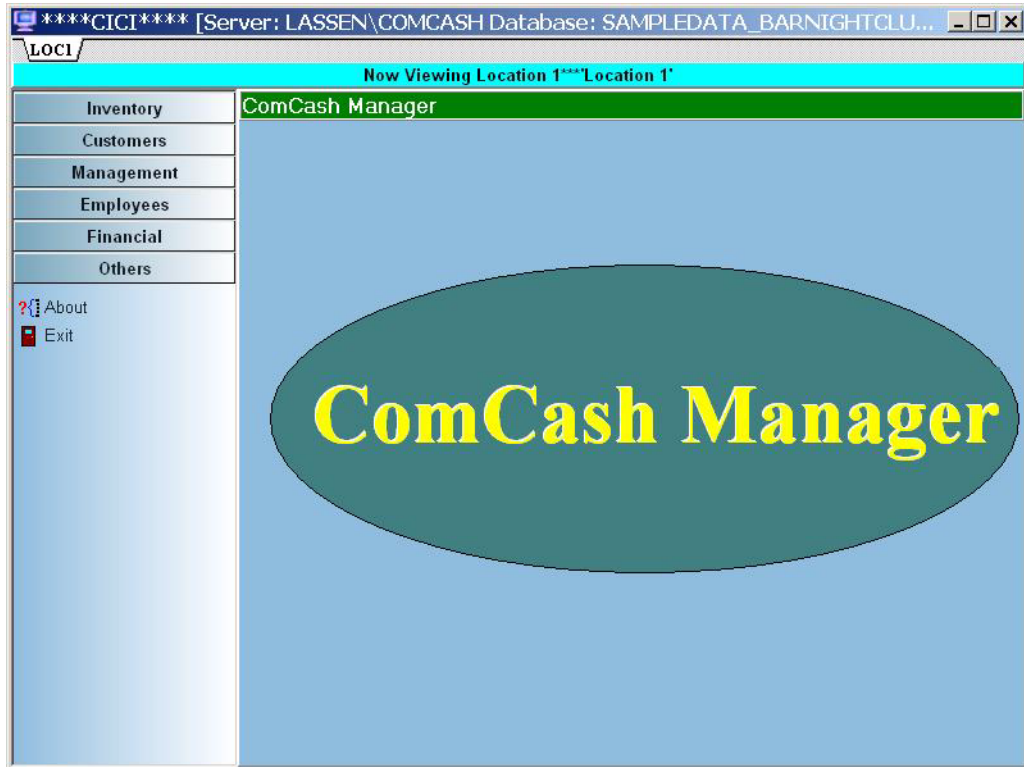 ****CICI**** [Server: LASSEN\COMCASH Database: SAMPLEDATA_BARNIGHTCLU...
LOC1
Now Viewing Location 1***'Location 1'
Inventory
ComCash Manager
Customers
Management
Employees
Financial
Others
About
Exit
ComCash Manager